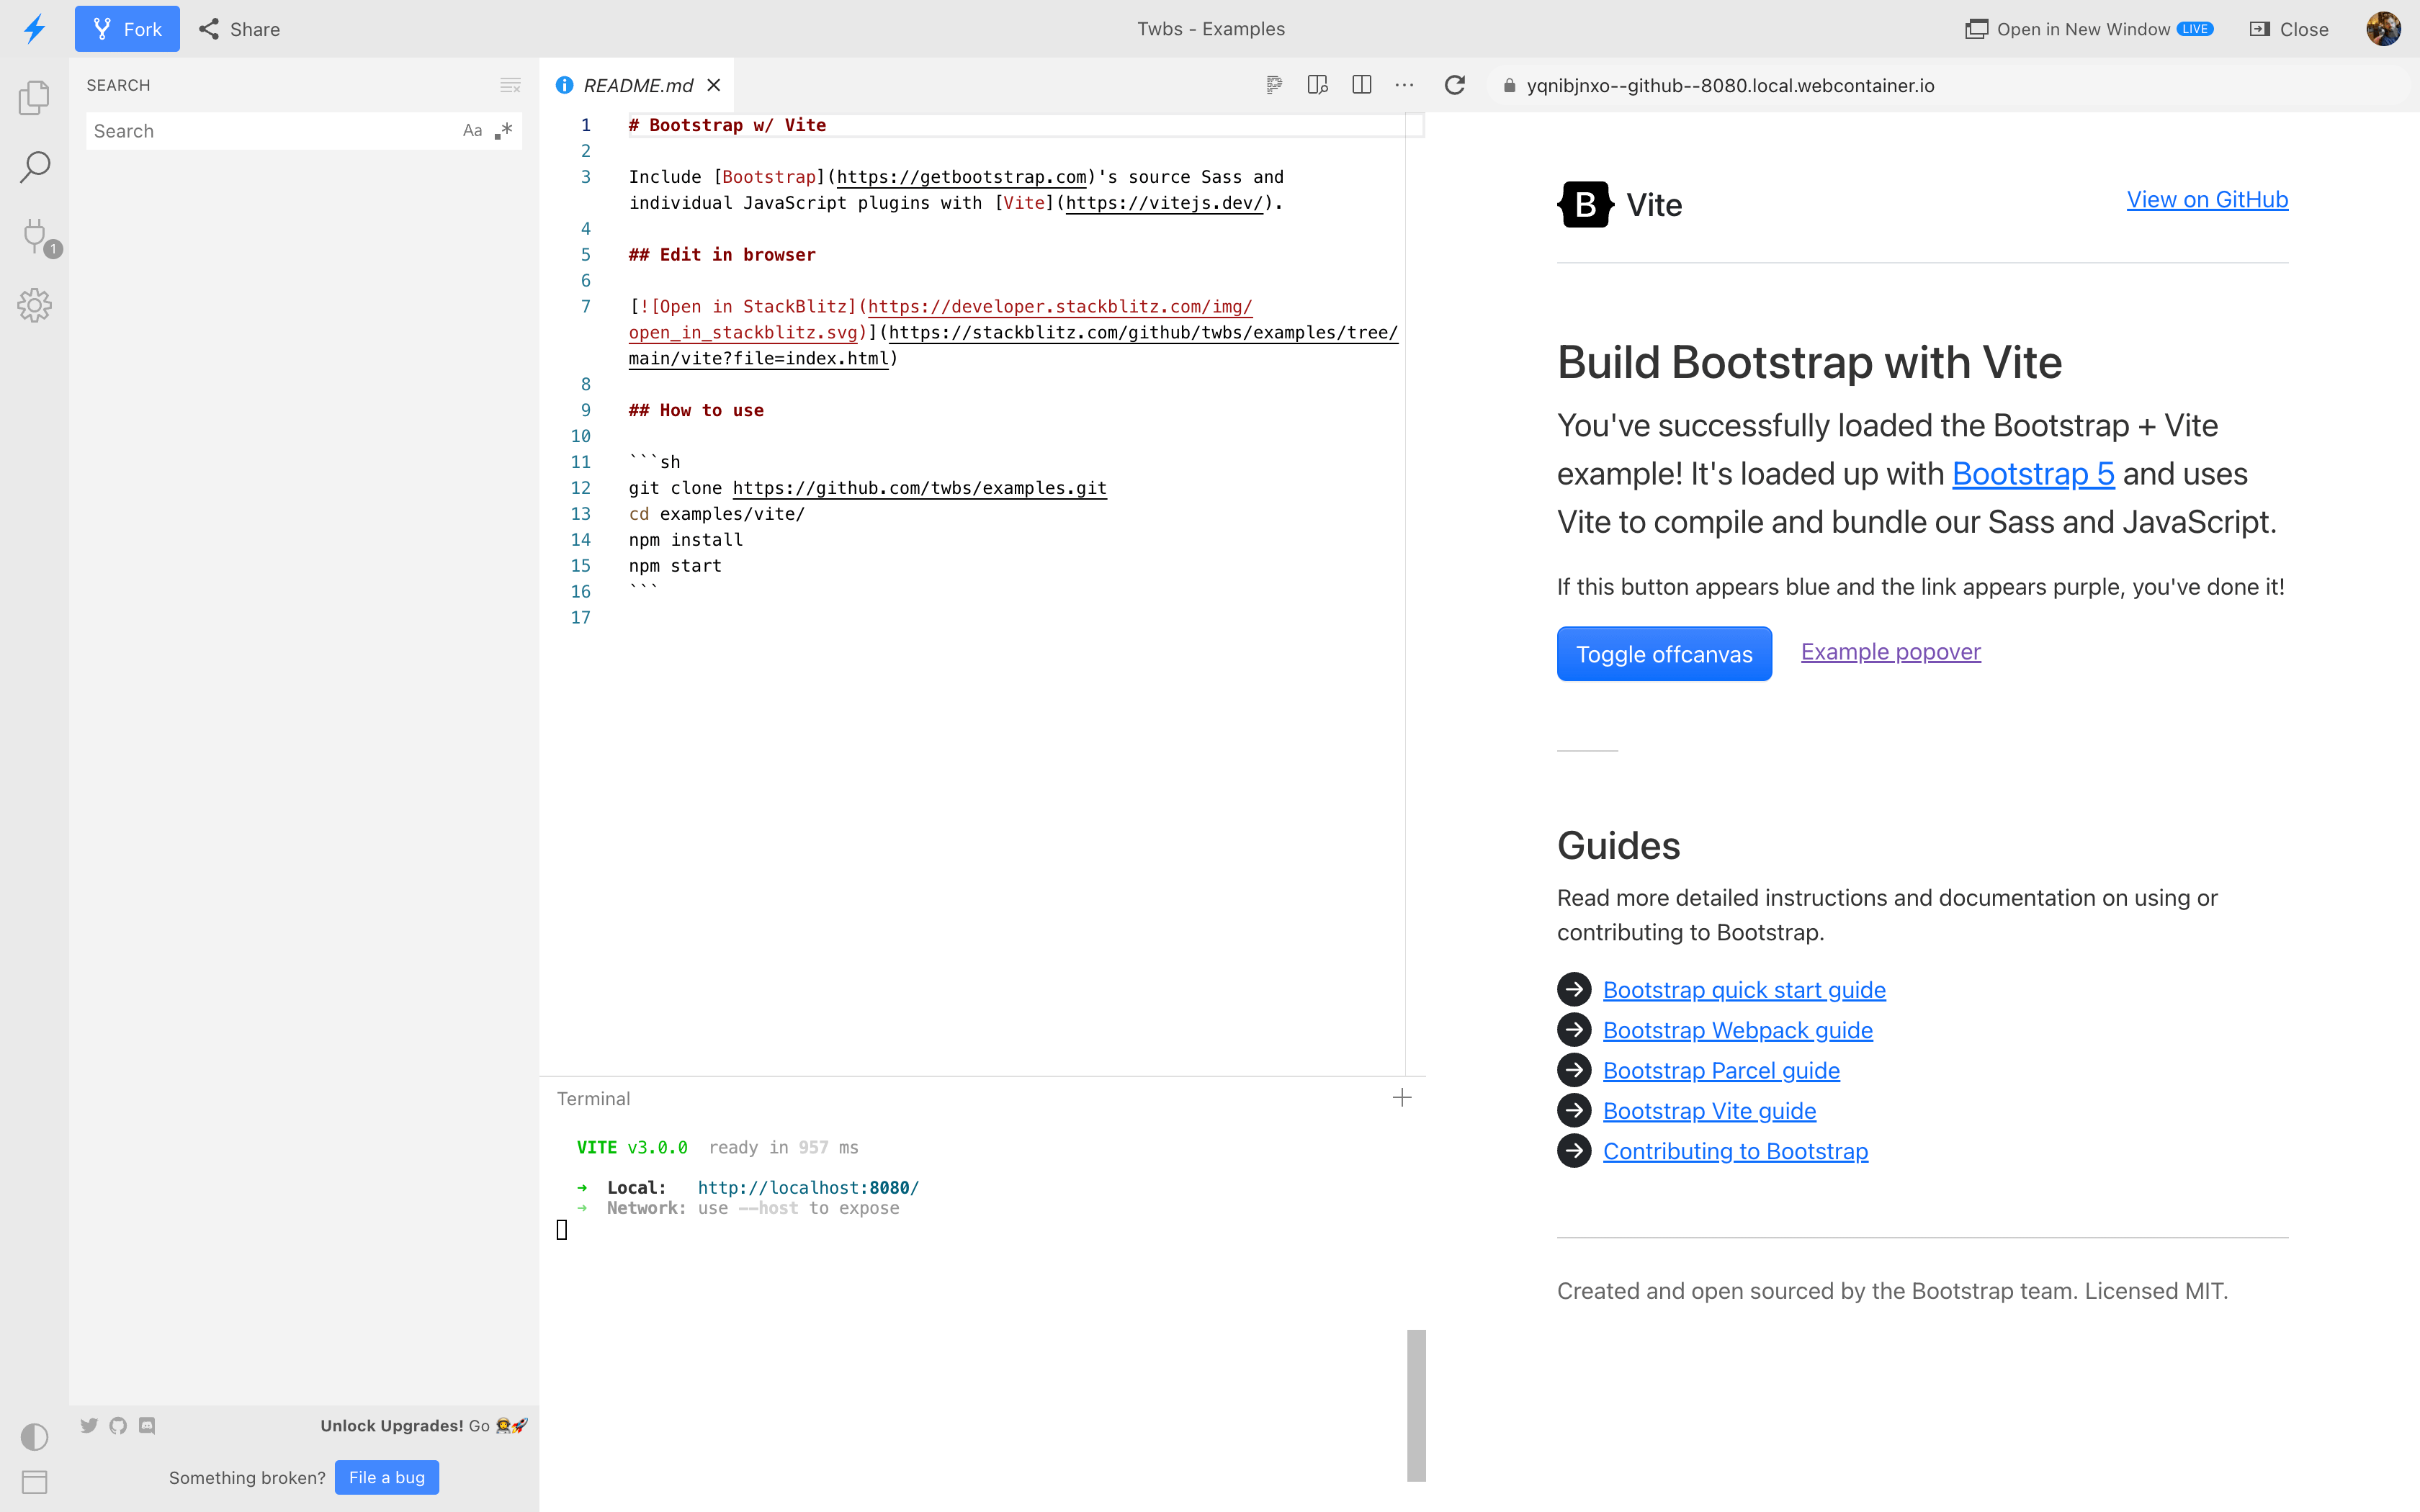 Fork
Share
Twbs - Examples
Open in New Window LIVE
Close
SEARCH
Search
Aa
1
README.md
yqnibjnxo--github--8080.local.webcontainer.io
1 # Bootstrap w/ Vite
2
3 Include [Bootstrap](https://getbootstrap.com)'s source Sass and
individual JavaScript plugins with [Vite](https://vitejs.dev/).
4
5 ## Edit in browser
6
7 [![Open in StackBlitz](https://developer.stackblitz.com/img/
open_in_stackblitz.svg)](https://stackblitz.com/github/twbs/examples/tree/
main/vite?file=index.html)
8
9 ## How to use
10
11 ```sh
12 git clone https://github.com/twbs/examples.git
13 cd examples/vite/
14 npm install
15 npm start
16 ```
17
Terminal
VITE v3.0.0 ready in 957 ms
➜ Local: http://localhost:8080/
➜ Network: use --host to expose
B Vite
View on GitHub
Build Bootstrap with Vite
You've successfully loaded the Bootstrap + Vite
example! It's loaded up with Bootstrap 5 and uses
Vite to compile and bundle our Sass and JavaScript.
If this button appears blue and the link appears purple, you've done it!
Toggle offcanvas
Example popover
Guides
Read more detailed instructions and documentation on using or
contributing to Bootstrap.
Bootstrap quick start guide
Bootstrap Webpack guide
Bootstrap Parcel guide
Bootstrap Vite guide
Contributing to Bootstrap
Created and open sourced by the Bootstrap team. Licensed MIT.
Unlock Upgrades! Go 👩‍🚀🚀
Something broken?
File a bug